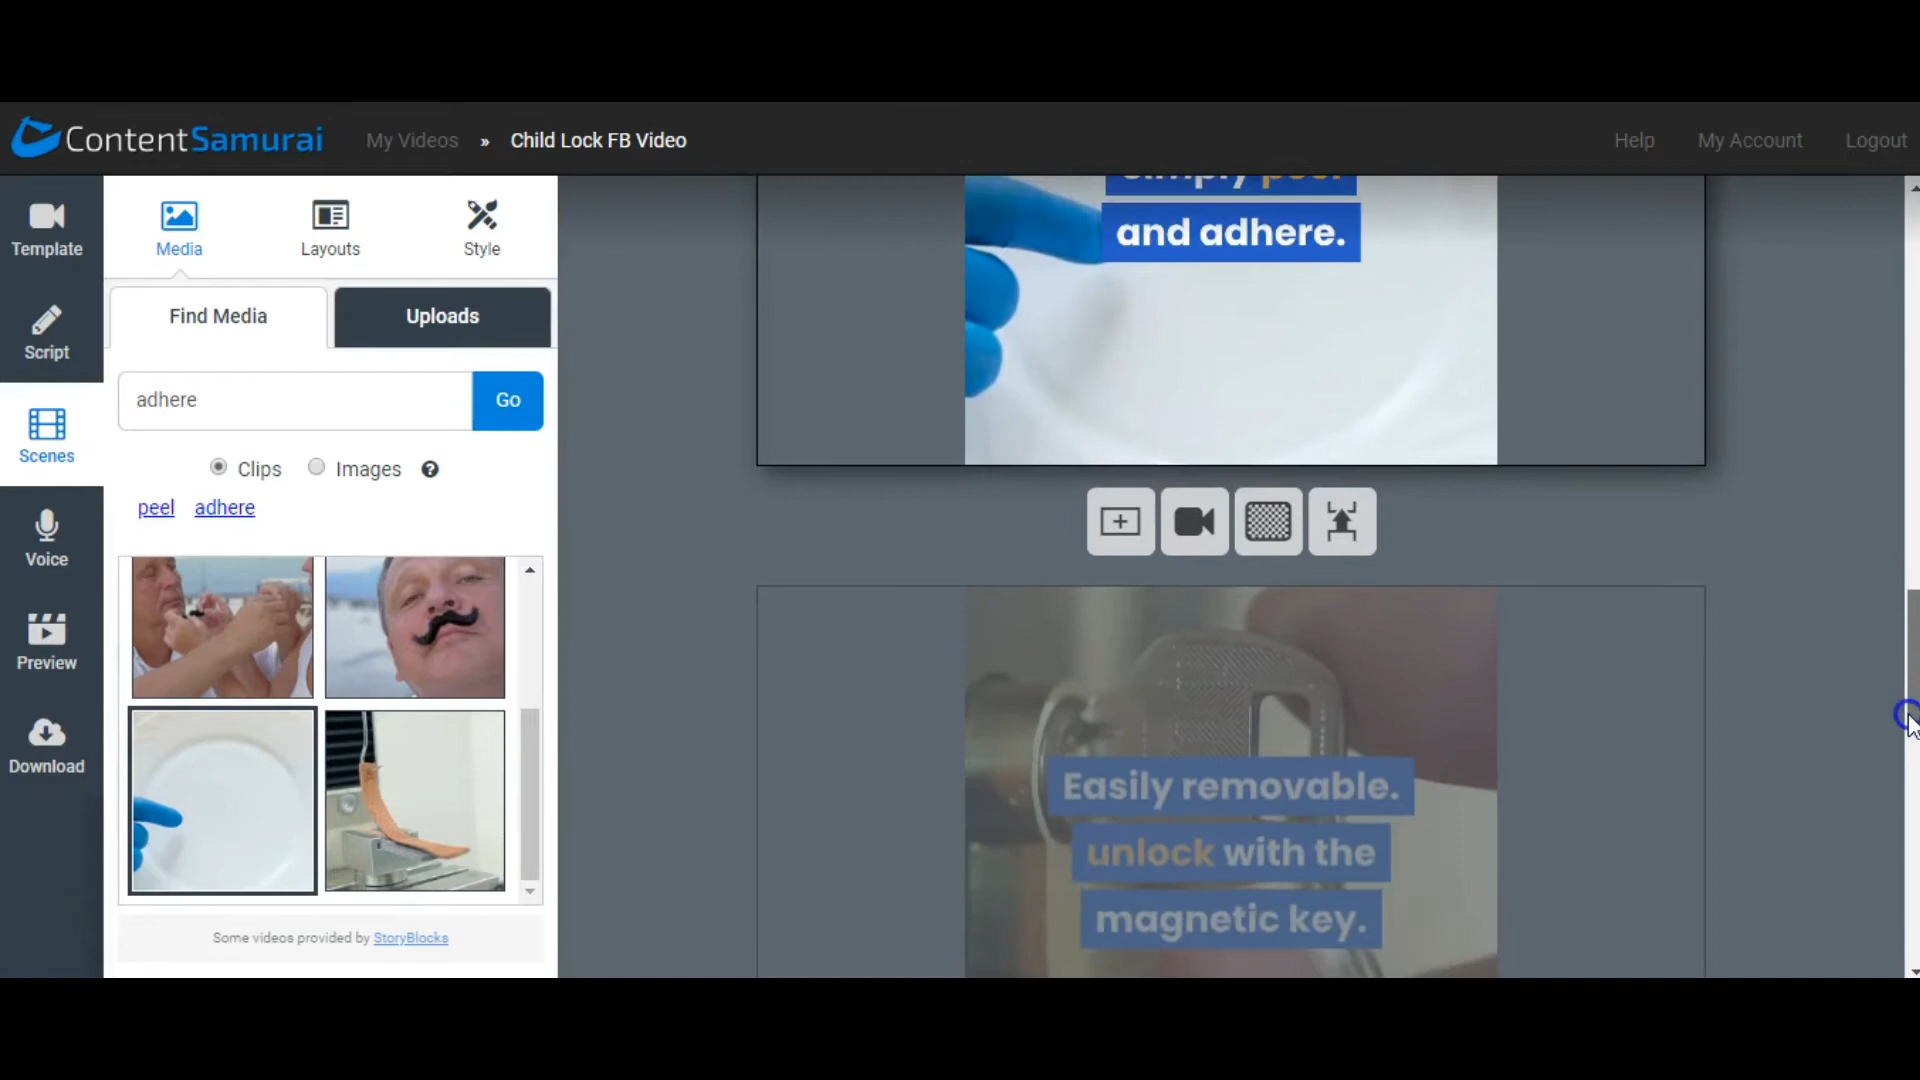 ContentSamurai
My Videos » Child Lock FB Video
Help
My Account
Logout
Template
Script
Scenes
Voice
Preview
Download
Media
Layouts
Style
Find Media
Uploads
adhere
Go
Clips
Images
peel adhere
Some videos provided by StoryBlocks
Simply peel
and adhere.
Easily removable.
unlock with the
magnetic key.